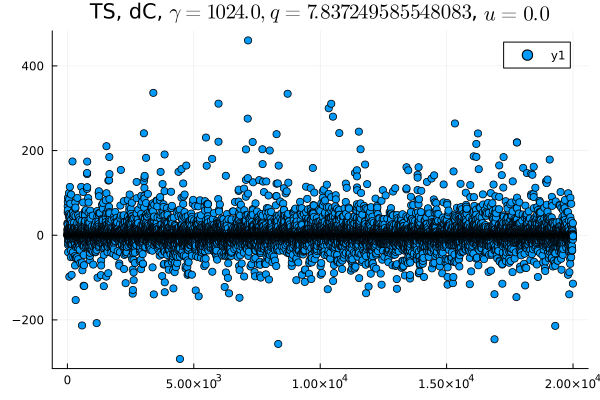 TS, dC, γ = 1024.0, q = 7.837249585548083, u = 0.0
y1
400
200
0
−200
0 5.00×10³ 1.00×10⁴ 1.50×10⁴ 2.00×10⁴